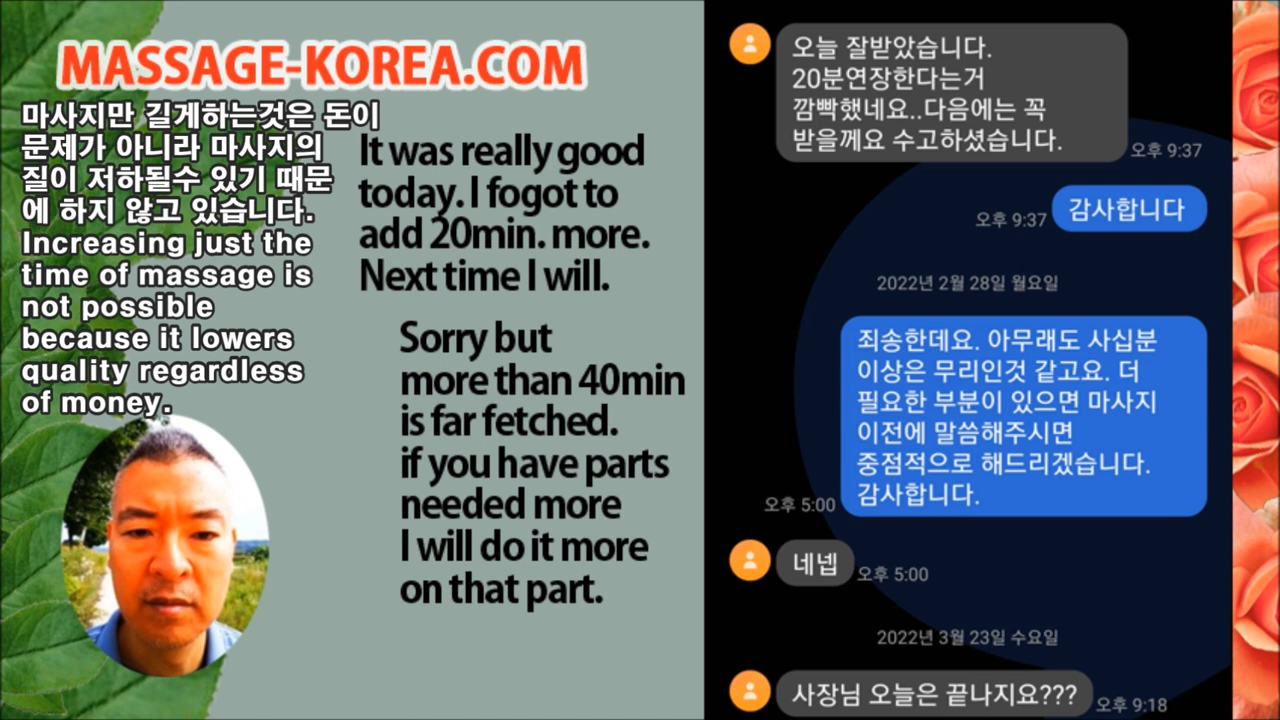 MASSAGE-KOREA.COM
마사지만 길게하는것은 돈이
문제가 아니라 마사지의
질이 저하될수 있기 때문
에 하지 않고 있습니다.
Increasing just the
time of massage is
not possible
because it lowers
quality regardless
of money.
It was really good
today. I fogot to
add 20min. more.
Next time I will.
Sorry but
more than 40min
is far fetched.
if you have parts
needed more
I will do it more
on that part.
오늘 잘받았습니다.
20분연장한다는거
깜빡했네요..다음에는 꼭
받을께요 수고하셨습니다.
오후 9:37
감사합니다
오후 9:37
2022년 2월 28일 월요일
죄송한데요. 아무래도 사십분
이상은 무리인것 같고요. 더
필요한 부분이 있으면 마사지
이전에 말씀해주시면
중점적으로 해드리겠습니다.
감사합니다.
오후 5:00
네넵
오후 5:00
2022년 3월 23일 수요일
사장님 오늘은 끝나지요???
오후 9:18